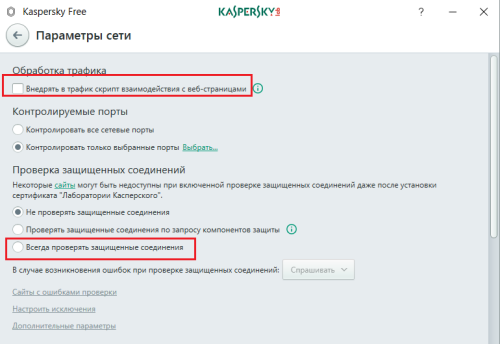 Kaspersky Free
KASPERSKY lab
?
Параметры сети
Обработка трафика
Внедрять в трафик скрипт взаимодействия с веб-страницами
Контролируемые порты
Контролировать все сетевые порты
Контролировать только выбранные порты Выбрать...
Проверка защищенных соединений
Некоторые сайты могут быть недоступны при включенной проверке защищенных соединений даже после установки
сертификата "Лаборатории Касперского".
Не проверять защищенные соединения
Проверять защищенные соединения по запросу компонентов защиты
Всегда проверять защищенные соединения
В случае возникновения ошибок при проверке защищенных соединений: Спрашивать
Сайты с ошибками проверки
Настроить исключения
Дополнительные параметры